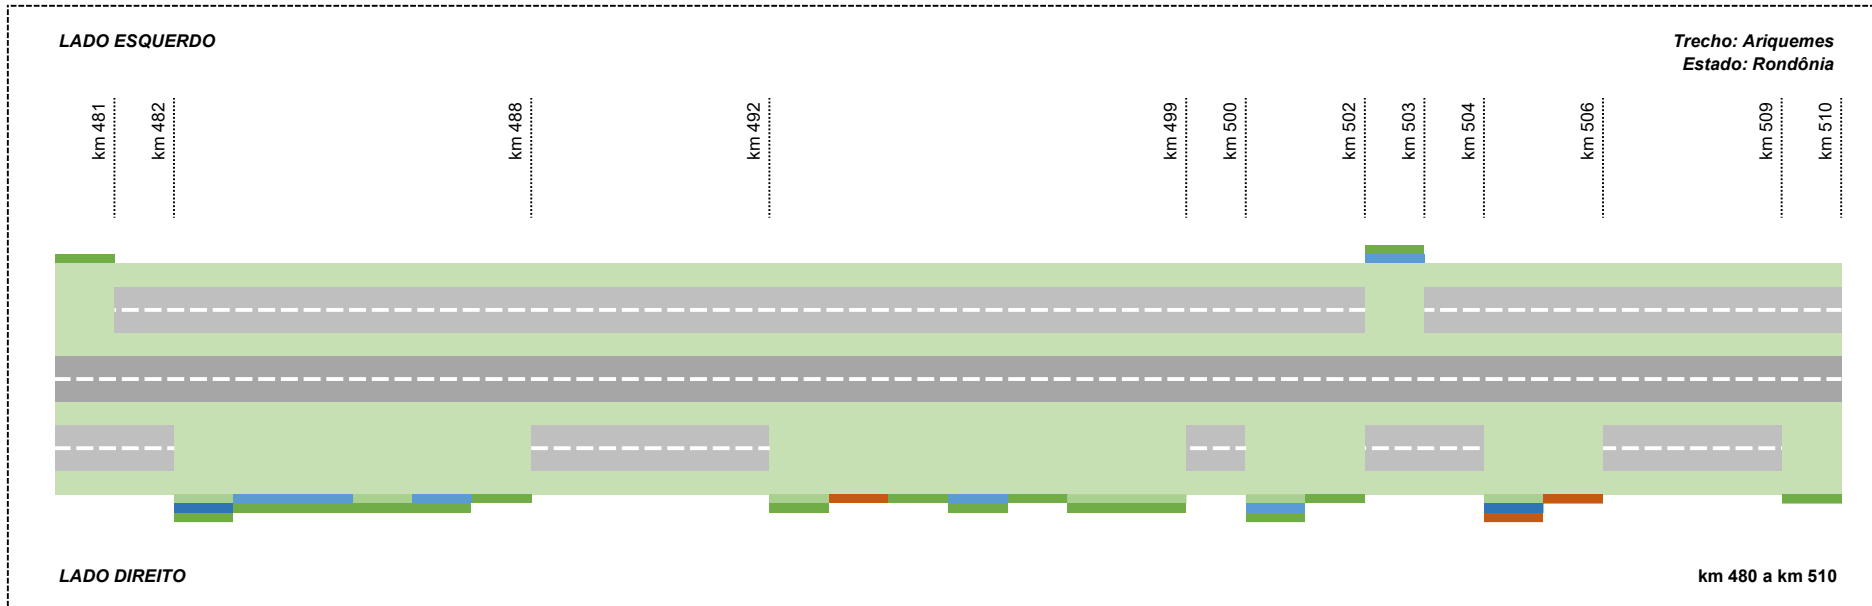 LADO ESQUERDO
Trecho: Ariquemes
Estado: Rondônia
km 481
km 482
km 488
km 492
km 499
km 500
km 502
km 503
km 504
km 506
km 509
km 510
LADO DIREITO
km 480 a km 510